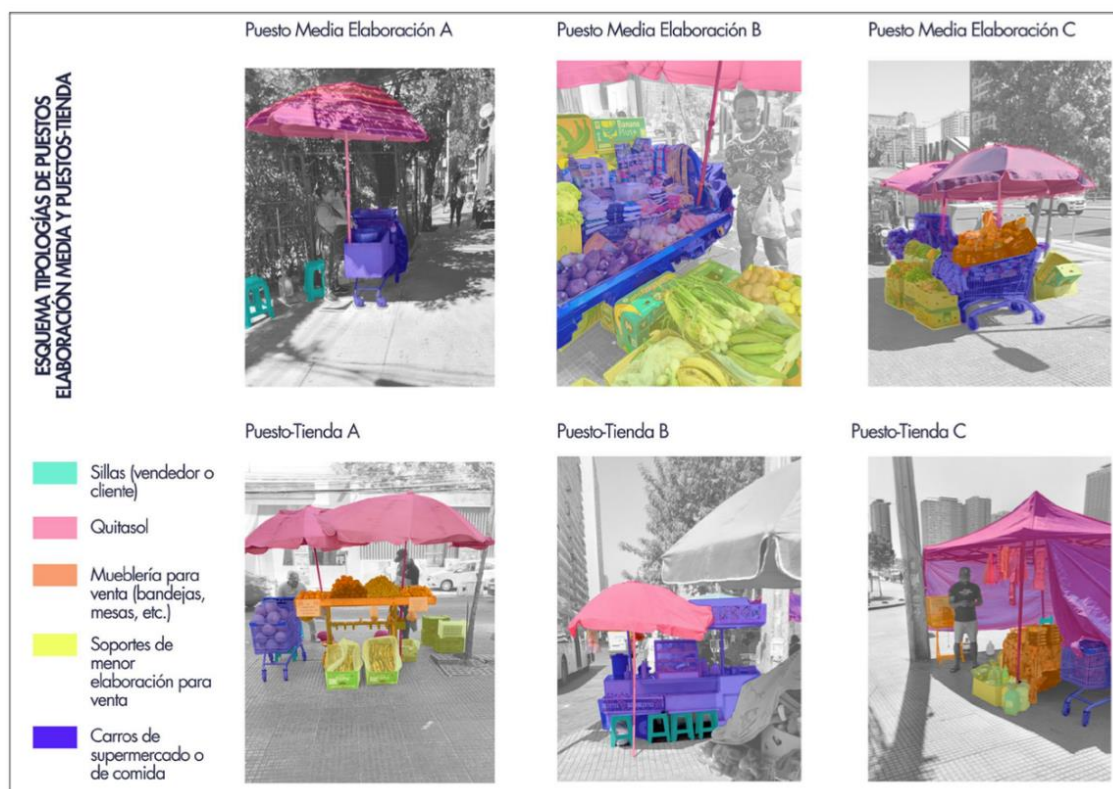 ESQUEMA TIPOLOGÍAS DE PUESTOS
ELABORACIÓN MEDIA Y PUESTOS-TIENDA
Puesto Media Elaboración A
Puesto Media Elaboración B
Puesto Media Elaboración C
Puesto-Tienda A
Puesto-Tienda B
Puesto-Tienda C
Sillas (vendedor o
cliente)
Quitasol
Mueblería para
venta (bandejas,
mesas, etc.)
Soportes de
menor
elaboración para
venta
Carros de
supermercado o
de comida